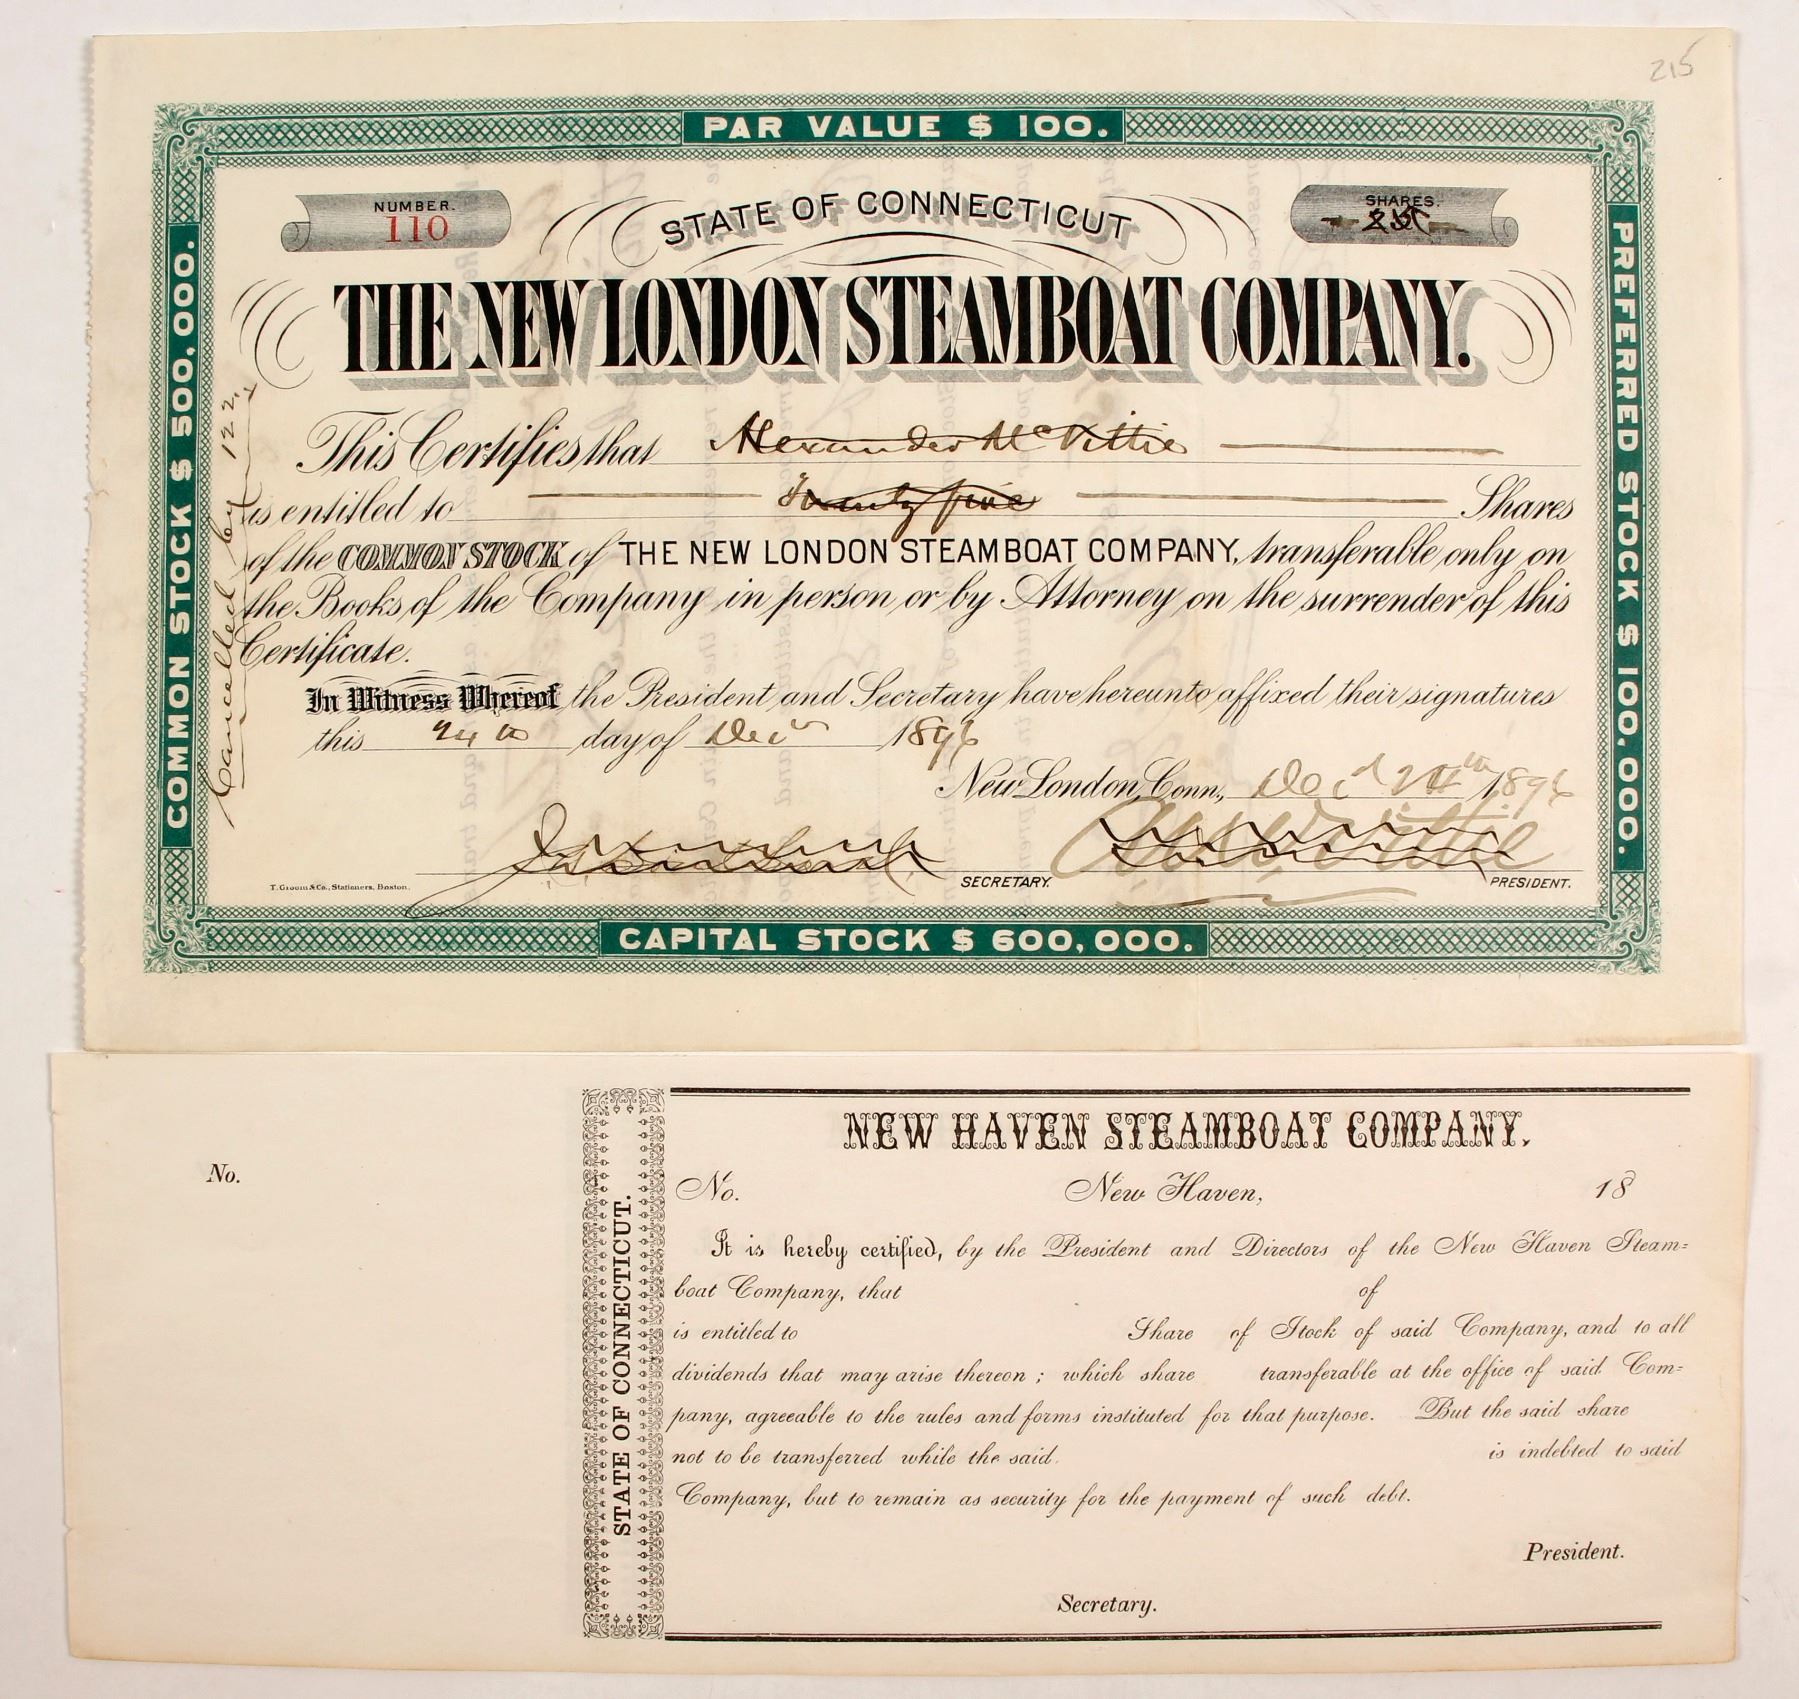 215
PAR VALUE $ 100.
NUMBER.
110
STATE OF CONNECTICUT
SHARES.
THE NEW LONDON STEAMBOAT COMPANY.
COMMON STOCK $ 500,000.
PREFERRED STOCK $ 100,000.
Cancelled by 122
This Certifies that Alexander McVittie
is entitled to Twenty five Shares
of the COMMON STOCK of THE NEW LONDON STEAMBOAT COMPANY, transferable only on
the Books of the Company in person or by Attorney on the surrender of this
Certificate.
In Witness Whereof the President and Secretary have hereunto affixed their signatures
this 24th day of Decr 1896
New London, Conn., Decr 24th 1896
T. Groom & Co., Stationers, Boston.
SECRETARY.
PRESIDENT.
CAPITAL STOCK $ 600,000.
No.
STATE OF CONNECTICUT.
NEW HAVEN STEAMBOAT COMPANY.
No. New Haven, 18
It is hereby certified, by the President and Directors of the New Haven Steam=
boat Company, that of
is entitled to Share of Stock of said Company, and to all
dividends that may arise thereon ; which share transferable at the office of said Com=
pany, agreeable to the rules and forms instituted for that purpose. But the said share
not to be transferred while the said is indebted to said
Company, but to remain as security for the payment of such debt.
President.
Secretary.